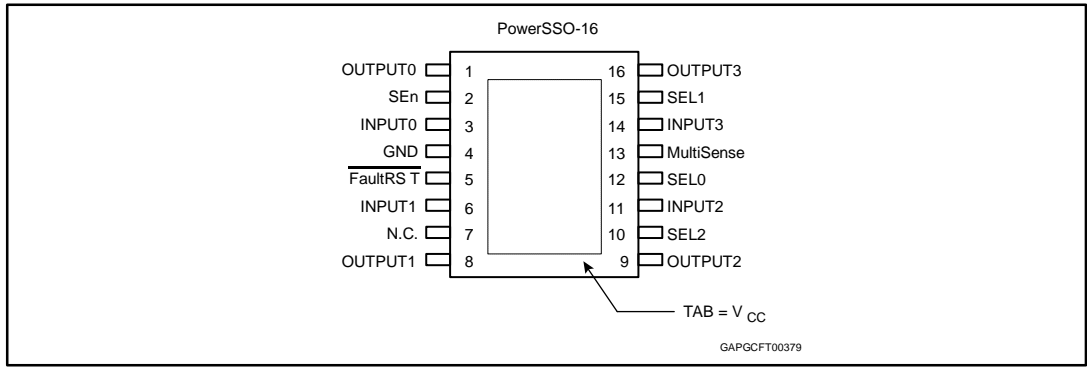 PowerSSO-16
OUTPUT0 1 16 OUTPUT3
SEn 2 15 SEL1
INPUT0 3 14 INPUT3
GND 4 13 MultiSense
FaultRS T 5 12 SEL0
INPUT1 6 11 INPUT2
N.C. 7 10 SEL2
OUTPUT1 8 9 OUTPUT2
TAB = V CC
GAPGCFT00379